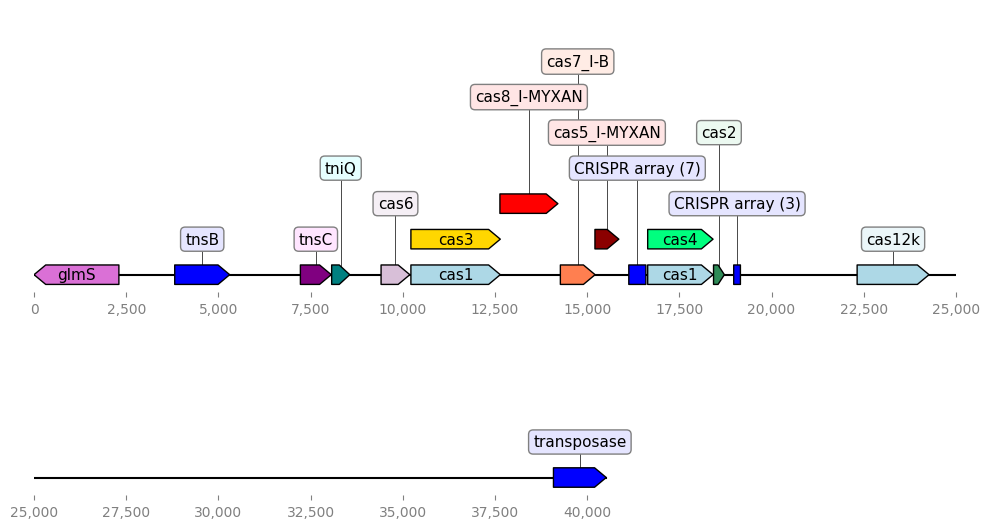 cas7_I-B
cas8_I-MYXAN
cas5_I-MYXAN
cas2
tniQ
CRISPR array (7)
cas6
CRISPR array (3)
tnsB
tnsC
cas3
cas4
cas12k
glmS
cas1
cas1
0
2,500
5,000
7,500
10,000
12,500
15,000
17,500
20,000
22,500
25,000
transposase
25,000
27,500
30,000
32,500
35,000
37,500
40,000